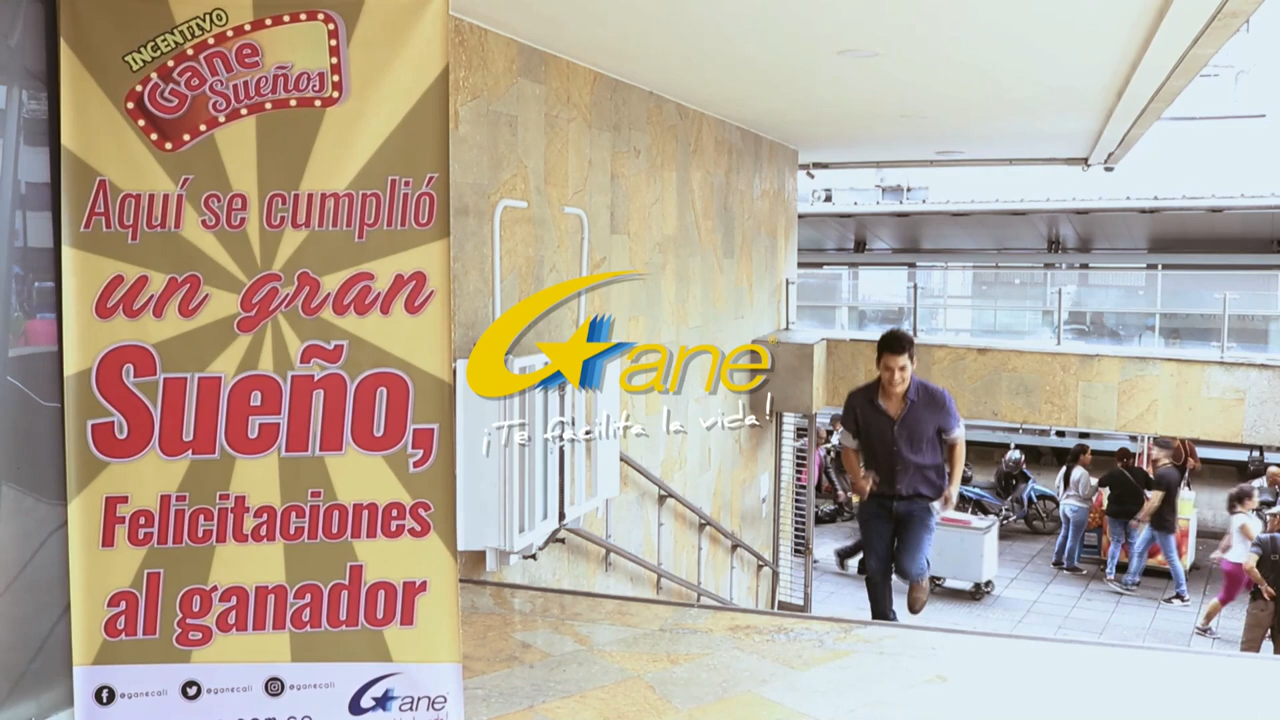 INCENTIVO
Gane
Sueños
Aquí se cumplió
un gran
Sueño,
Felicitaciones
al ganador
@ganecali @ganecali @ganecali
Gane
Gane
¡Te facilita la vida!